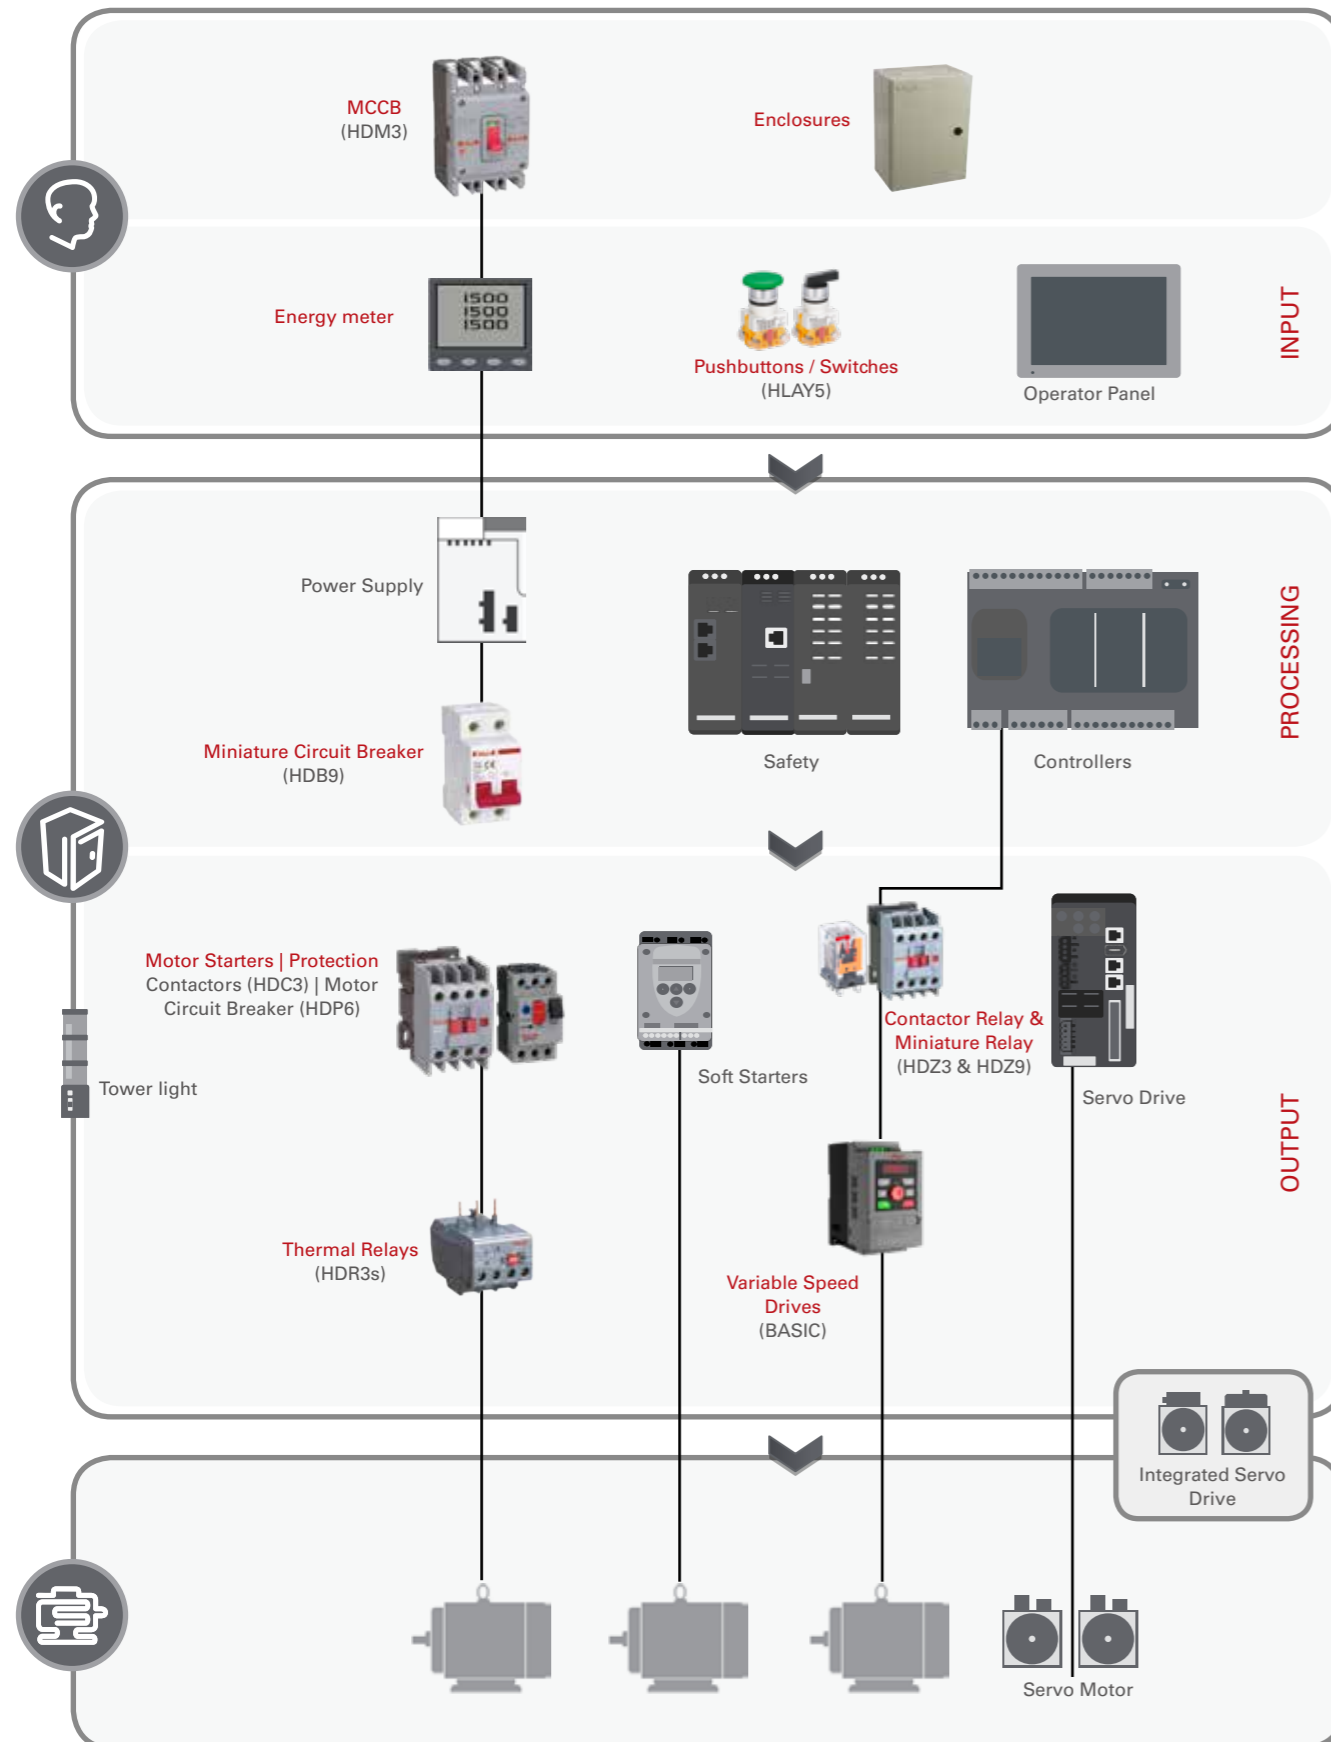 MCCB
(HDM3)
Enclosures
Energy meter
1500
1500
1500
Pushbuttons / Switches
(HLAY5)
Operator Panel
INPUT
Power Supply
Miniature Circuit Breaker
(HDB9)
Safety
Controllers
PROCESSING
Motor Starters | Protection
Contactors (HDC3) | Motor
Circuit Breaker (HDP6)
Tower light
Soft Starters
Contactor Relay &
Miniature Relay
(HDZ3 & HDZ9)
Servo Drive
OUTPUT
Thermal Relays
(HDR3s)
Variable Speed
Drives
(BASIC)
Integrated Servo
Drive
Servo Motor